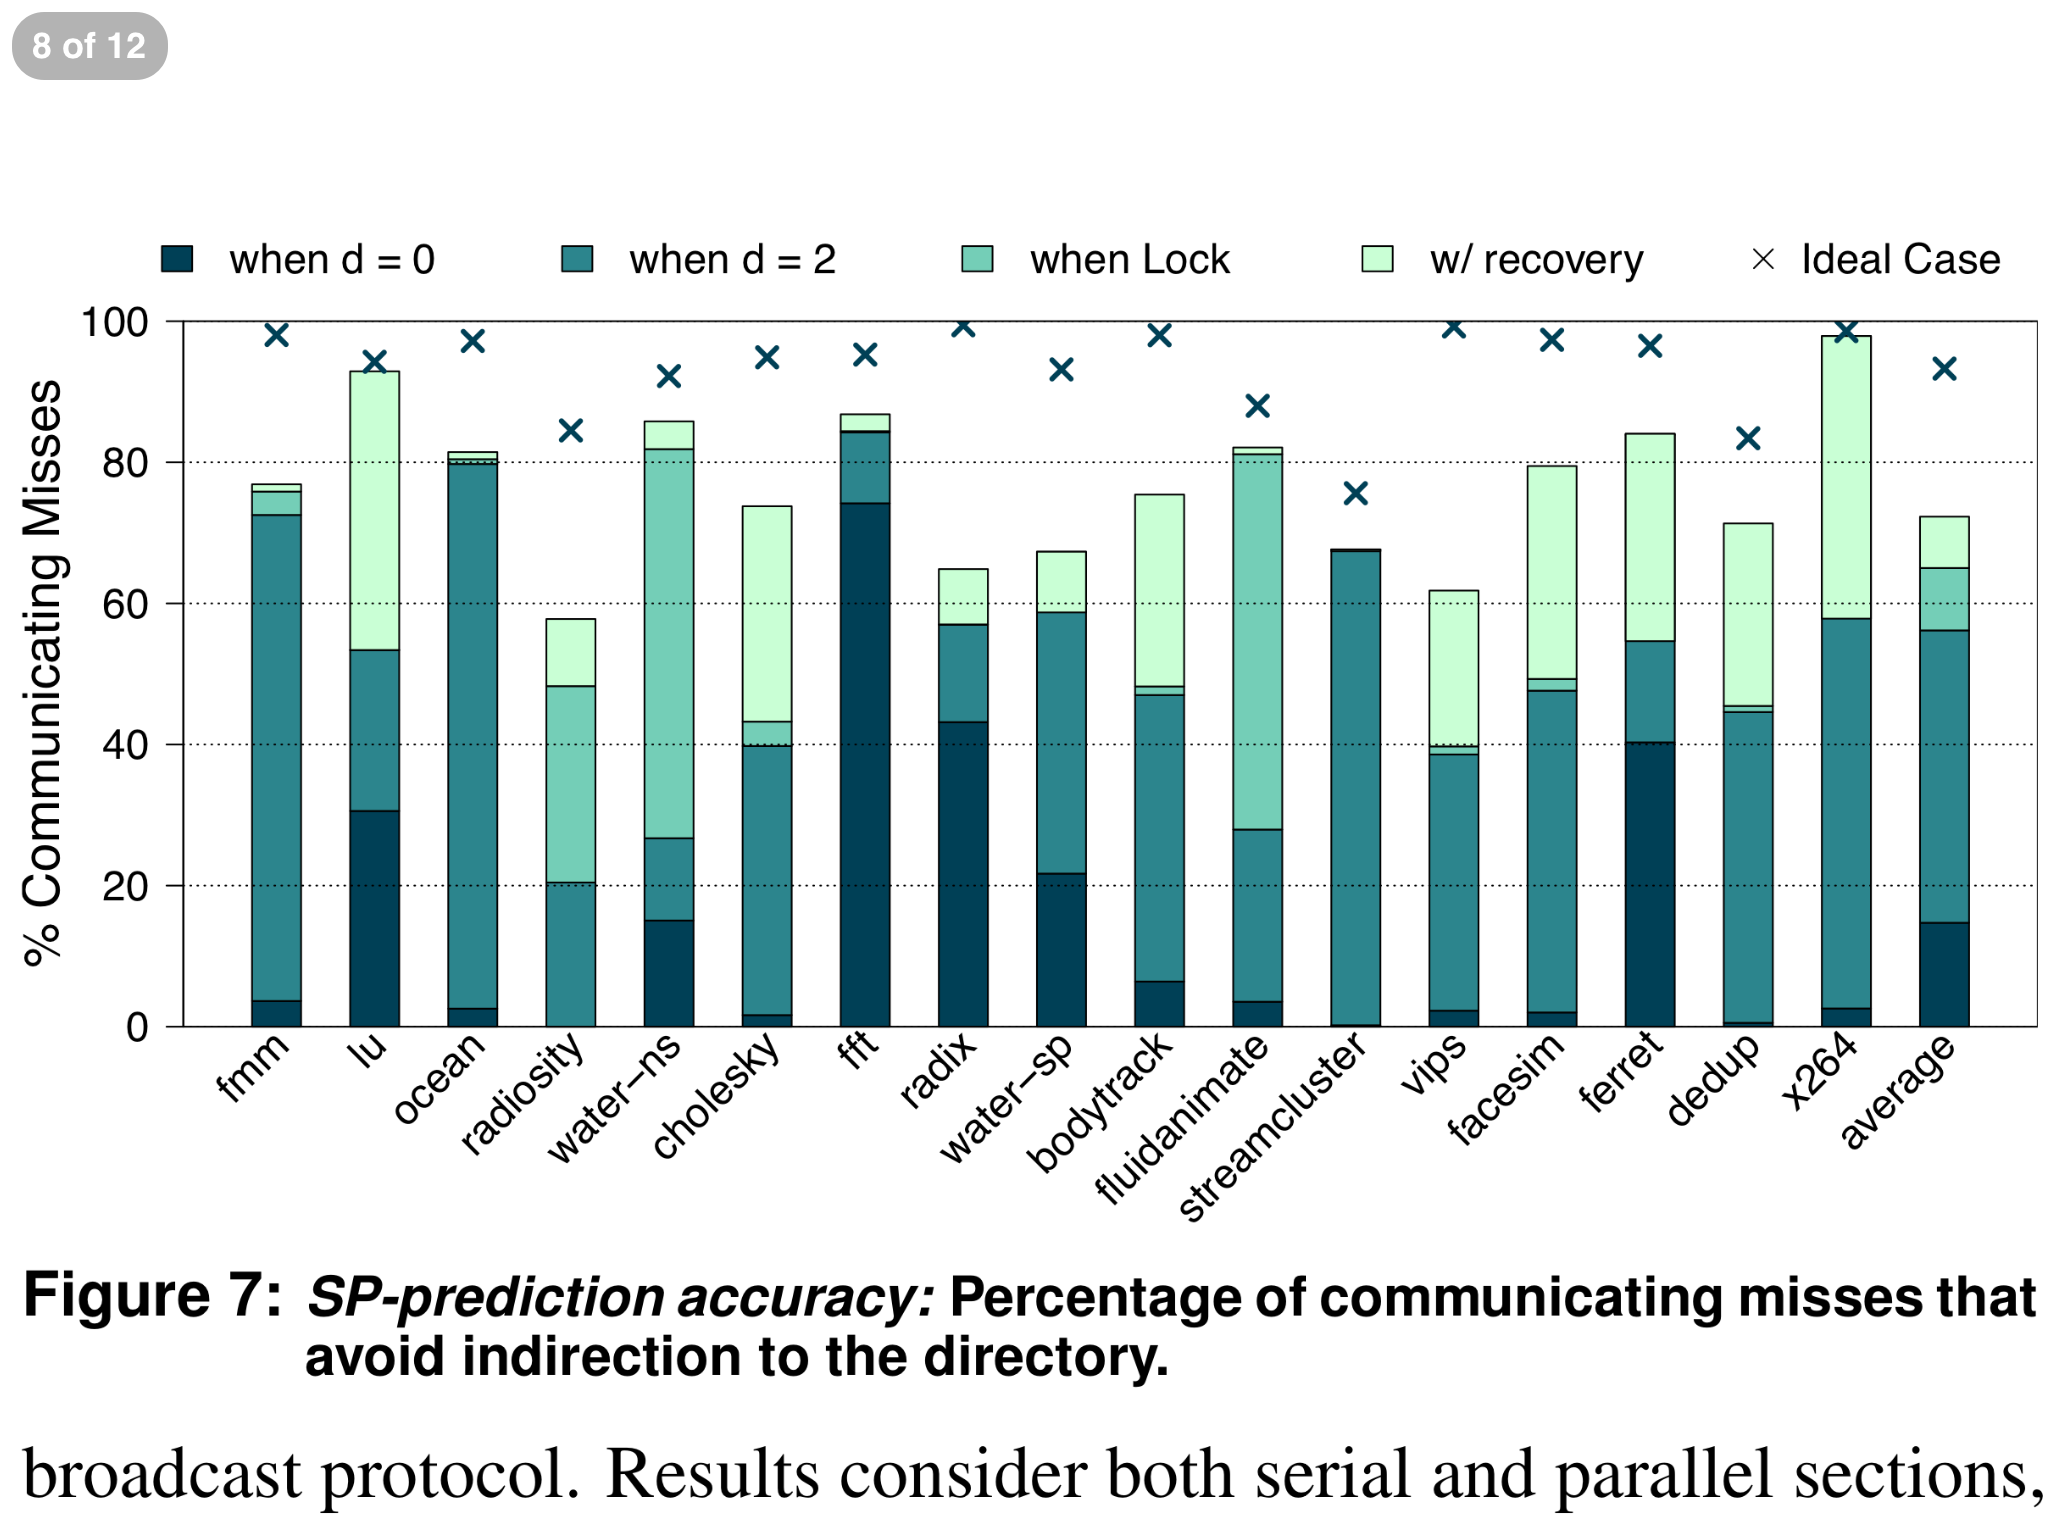 8 of 12
when d = 0 when d = 2 when Lock w/ recovery Ideal Case
% Communicating Misses
100
80
60
40
20
0
fmm lu ocean radiosity water−ns cholesky fft radix water−sp bodytrack fluidanimate streamcluster vips facesim ferret dedup x264 average
Figure 7: SP-prediction accuracy: Percentage of communicating misses that
avoid indirection to the directory.
broadcast protocol. Results consider both serial and parallel sections,